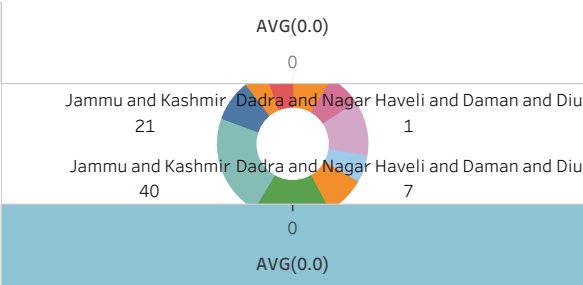 AVG(0.0)
0
Jammu and Kashmir Dadra and Nagar Haveli and Daman and Diu
21 1
Jammu and Kashmir Dadra and Nagar Haveli and Daman and Diu
40 7
0
AVG(0.0)